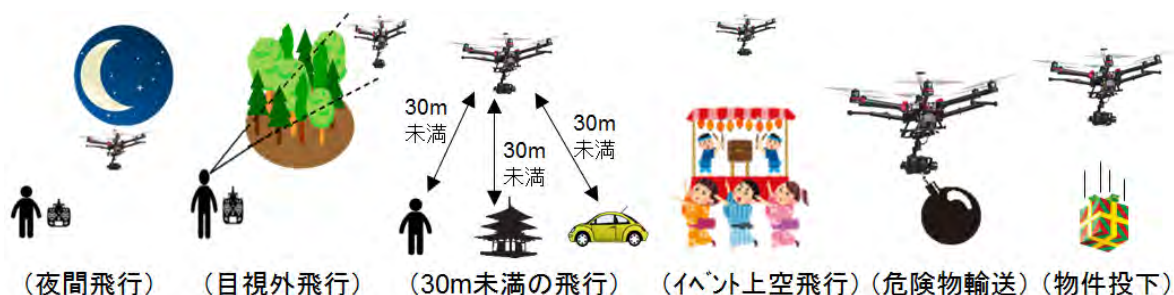 30m
未満
30m
未満
30m
未満
（夜間飛行）
（目視外飛行）
（30m未満の飛行）
（イベント上空飛行）
（危険物輸送）
（物件投下）